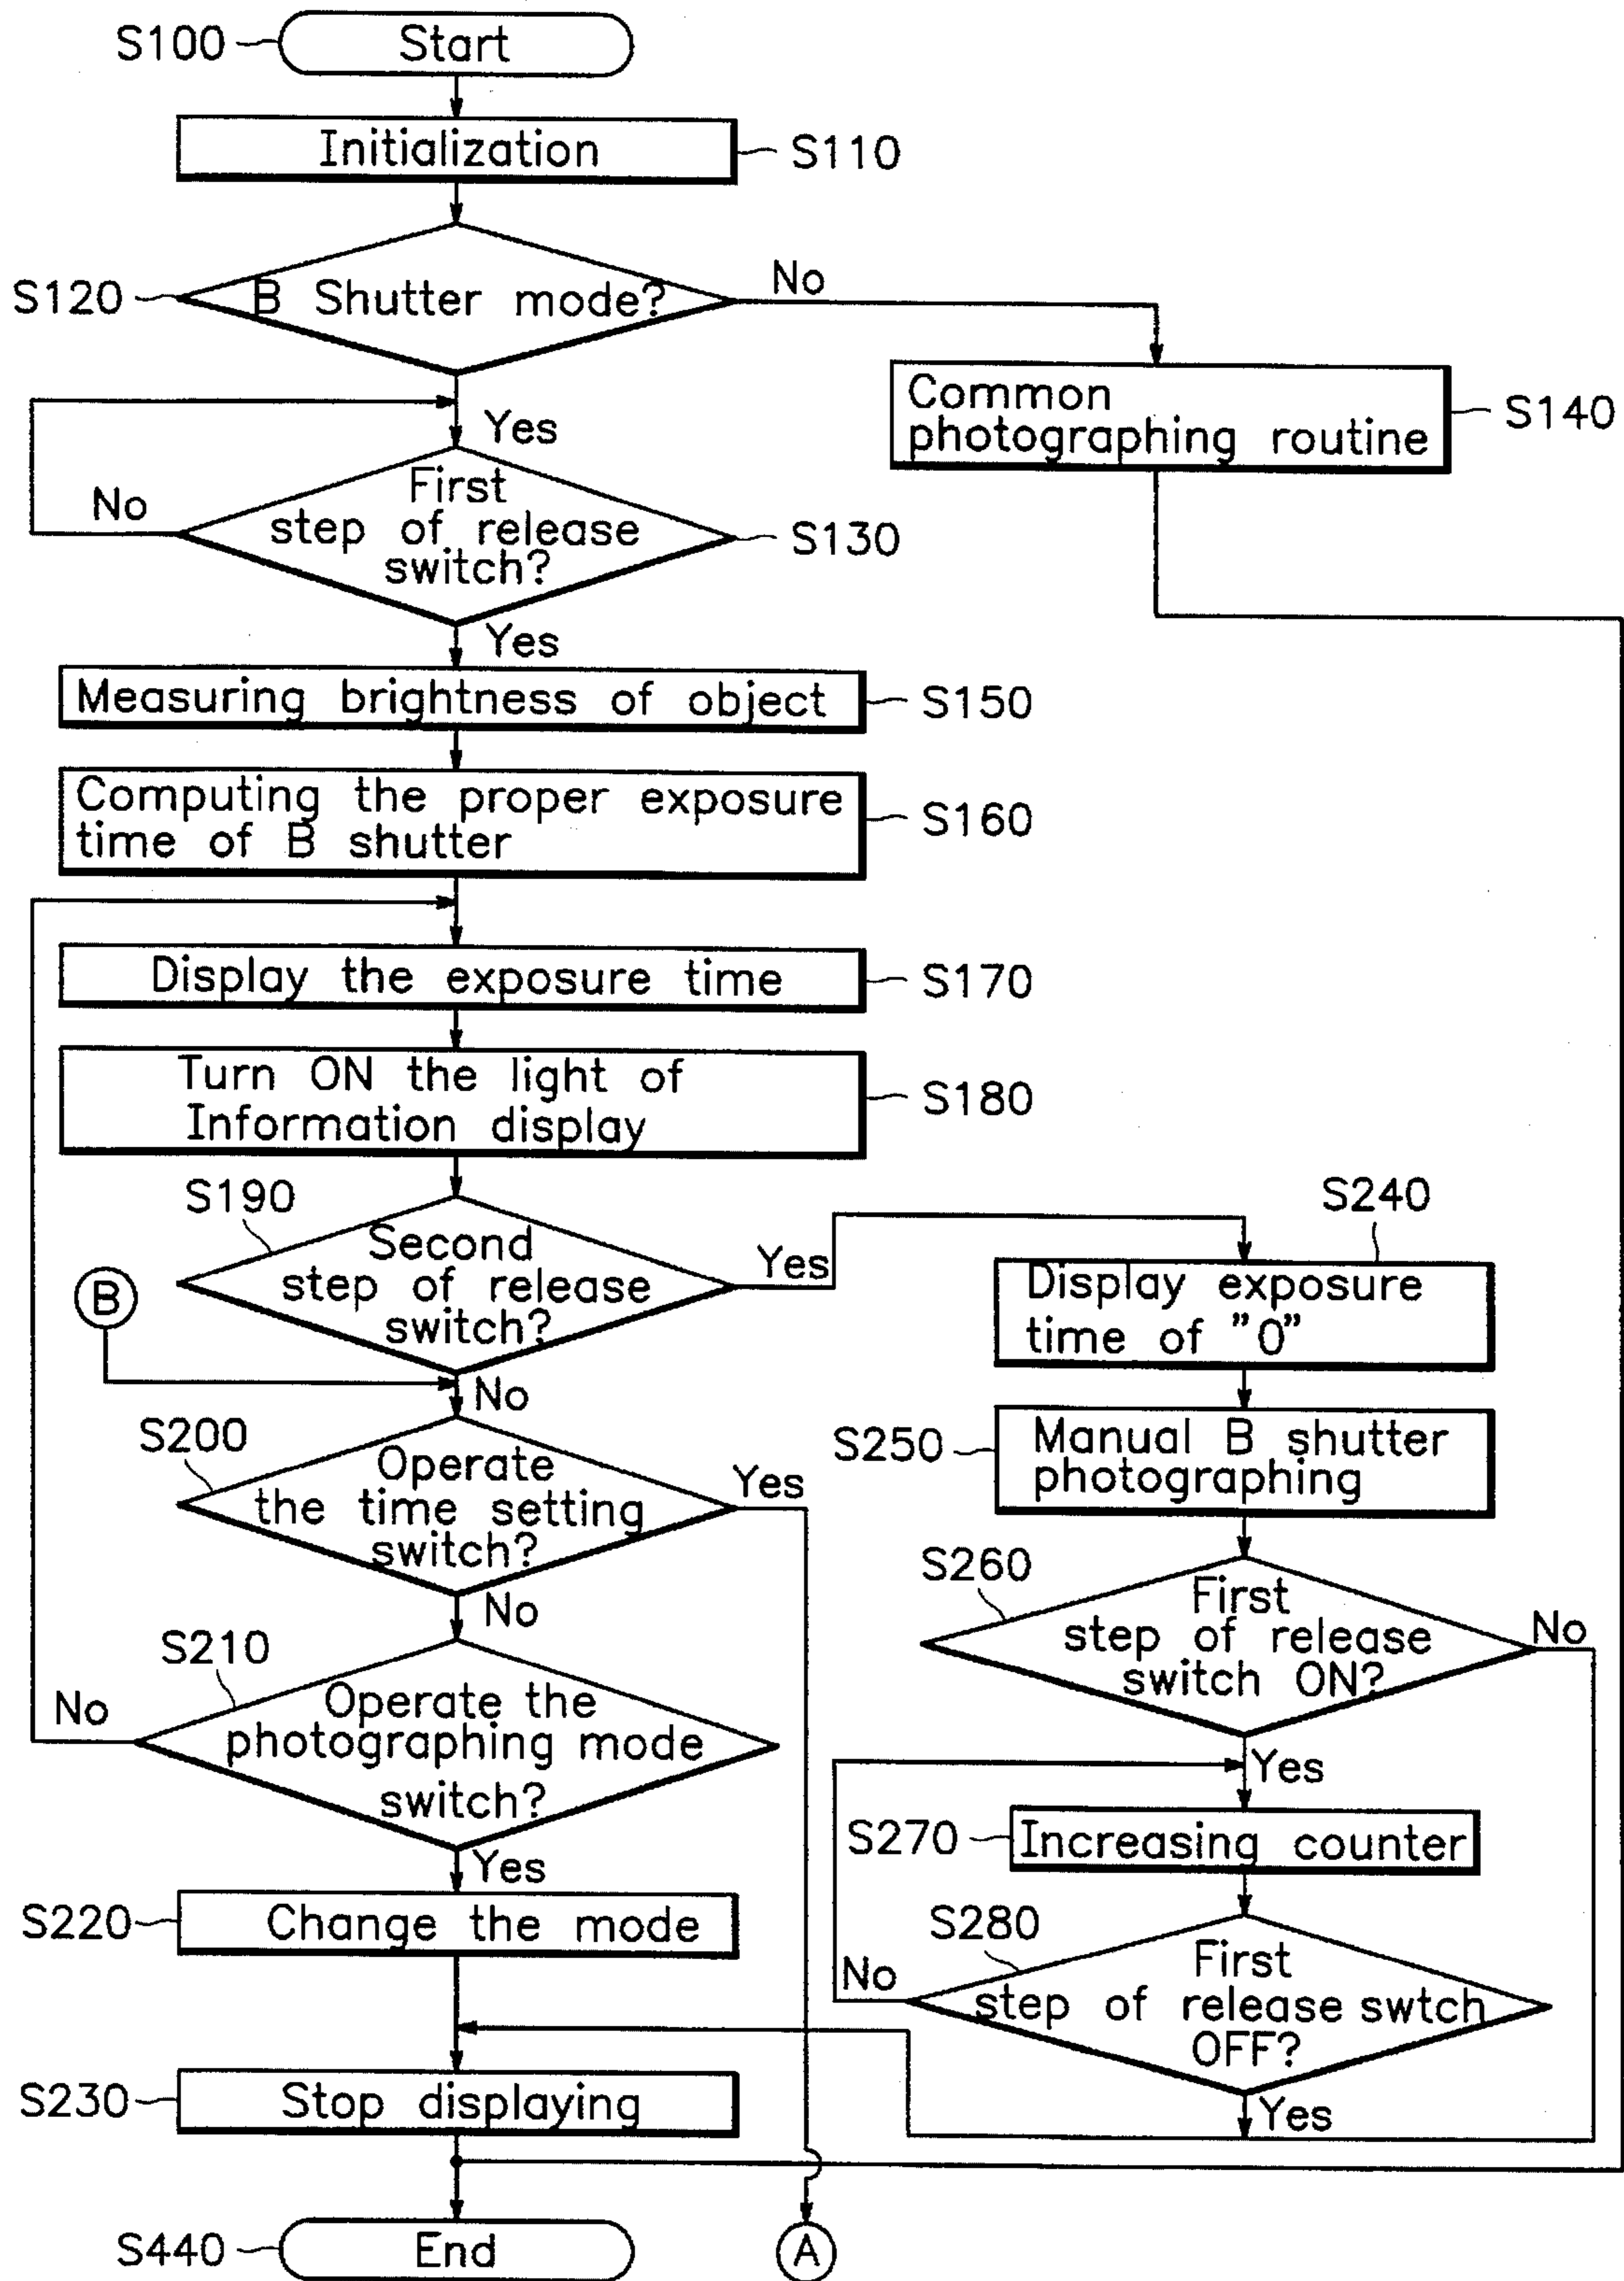 S100
Start
Initialization
S110
S120
B Shutter mode?
No
Yes
Common
photographing routine
S140
No
First
step of release
switch?
S130
Yes
Measuring brightness of object
S150
Computing the proper exposure
time of B shutter
S160
Display the exposure time
S170
Turn ON the light of
Information display
S180
S190
Second
step of release
switch?
Yes
B
No
S240
Display exposure
time of "0"
S200
Operate
the time setting
switch?
Yes
No
S250
Manual B shutter
photographing
S260
First
step of release
switch ON?
No
Yes
S210
No
Operate the
photographing mode
switch?
Yes
S270
Increasing counter
S220
Change the mode
S280
No
First
step of release swtch
OFF?
Yes
S230
Stop displaying
S440
End
A